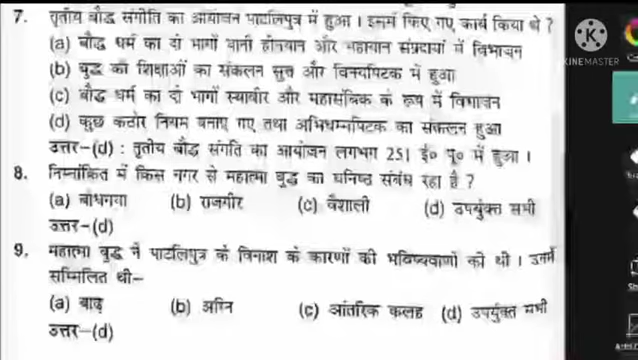 7. तृतीय बौद्ध संगीति का आयोजन पाटलिपुत्र में हुआ । इनमें किए गए कार्य किया थे ?
(a) बौद्ध धर्म का दो भागों यानी हीनयान और महायान संप्रदायों में विभाजन
(b) बुद्ध की शिक्षाओं का संकलन सुत्त और विनयपिटक में हुआ
(c) बौद्ध धर्म का दो भागों स्थावीर और महासंघिक के रूप में विभाजन
(d) कुछ कठोर नियम बनाए गए तथा अभिधम्मपिटक का संकलन हुआ
उत्तर-(d) : तृतीय बौद्ध संगति का आयोजन लगभग 251 ई० पू० में हुआ ।
8. निम्नांकित में किस नगर से महात्मा बुद्ध का घनिष्ठ संबंध रहा है ?
(a) बोधगया (b) राजगीर (c) वैशाली (d) उपर्युक्त सभी
उत्तर-(d)
9. महात्मा बुद्ध ने पाटलिपुत्र के विनाश के कारणों की भविष्यवाणी की थी । उनमें
सम्मिलित थी-
(a) बाढ़ (b) अग्नि (c) आंतरिक कलह (d) उपर्युक्त सभी
उत्तर-(d)
KINEMASTER